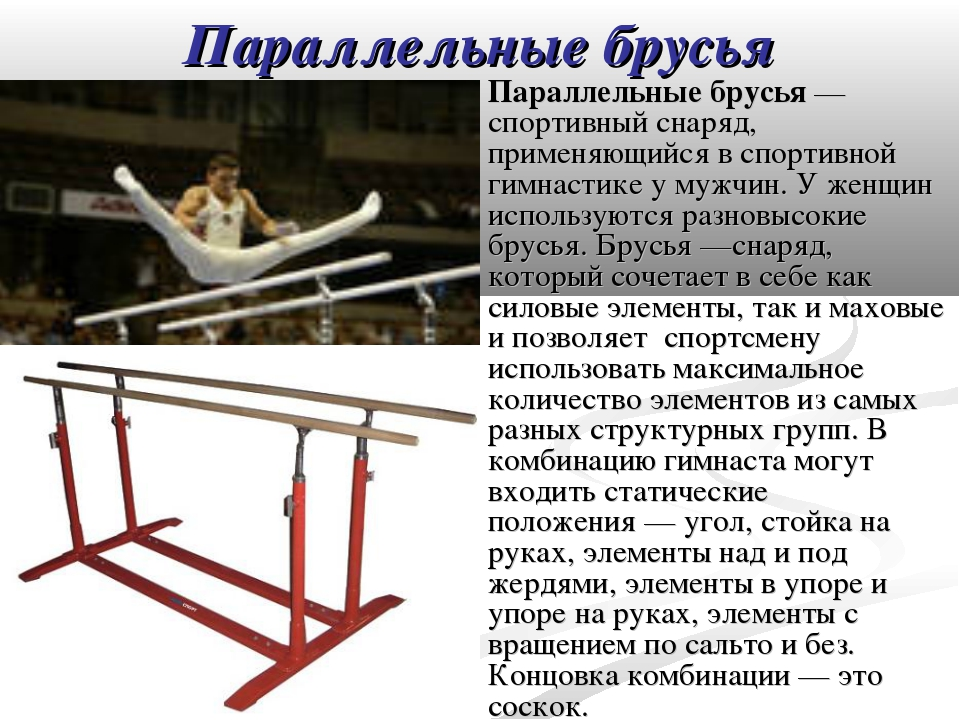 Параллельные брусья
Параллельные брусья —
спортивный снаряд,
применяющийся в спортивной
гимнастике у мужчин. У женщин
используются разновысокие
брусья. Брусья —снаряд,
который сочетает в себе как
силовые элементы, так и маховые
и позволяет  спортсмену
использовать максимальное
количество элементов из самых
разных структурных групп. В
комбинацию гимнаста могут
входить статические
положения — угол, стойка на
руках, элементы над и под
жердями, элементы в упоре и
упоре на руках, элементы с
вращением по сальто и без.
Концовка комбинации — это
соскок.